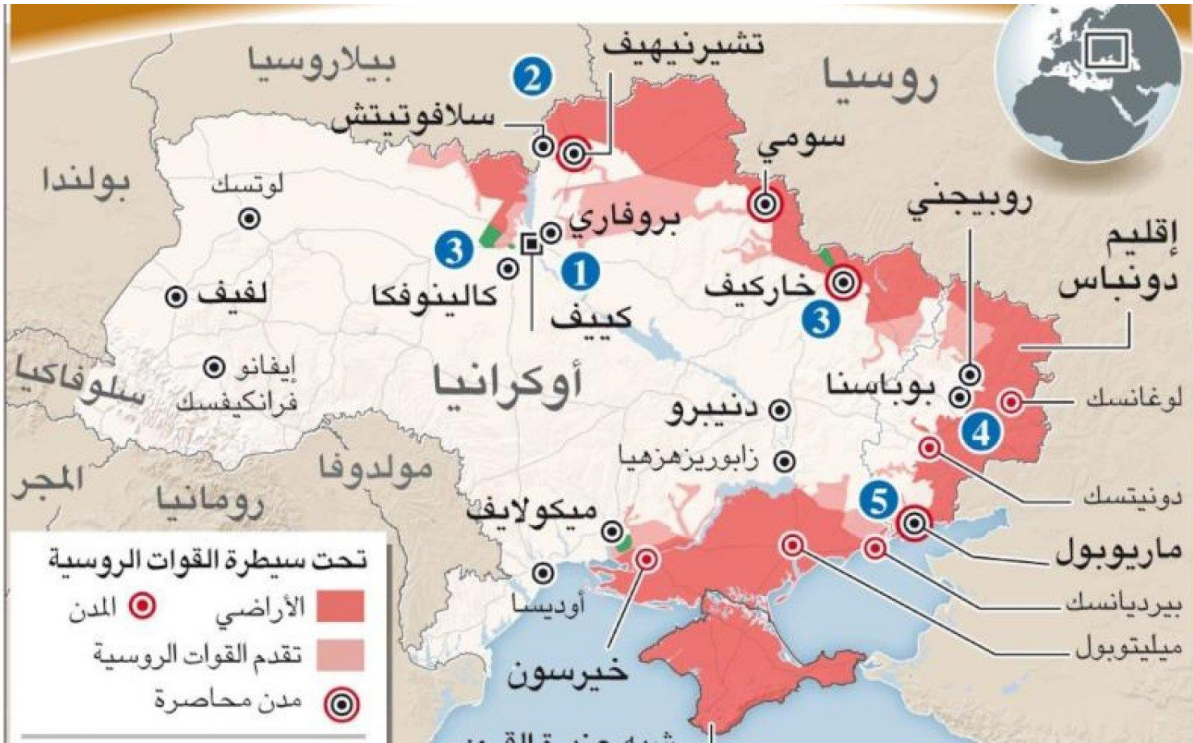 بيلاروسيا
2
تشيرنيهيف
روسيا
سلافوتيتش
سومي
بولندا
لوتسك
روبيجني
إقليم
دونباس
بروفاري
3
1
كالينوفكا
خاركيف
لفيف
3
كييف
إيفانو
فرانكيفسك
أوكرانيا
سلوفاكيا
بوباسنا
لوغانسك
دنيبرو
4
زابوريزهزهيا
مولدوفا
المجر
رومانيا
دونيتسك
5
ميكولايف
ماريوبول
أوديسا
بيرديانسك
ميليتوبول
خيرسون
تحت سيطرة القوات الروسية
الأراضي
المدن
تقدم القوات الروسية
مدن محاصرة